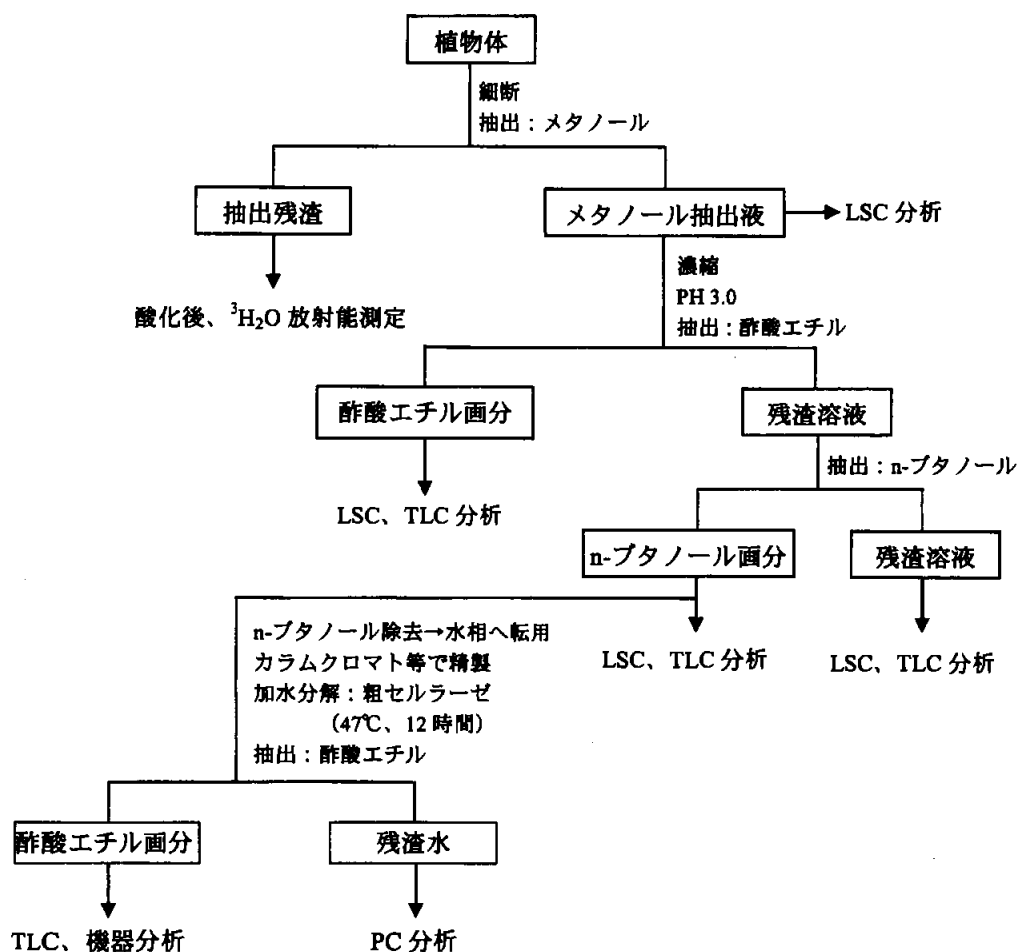 植物体
細断
抽出：メタノール
抽出残渣
メタノール抽出液
LSC 分析
酸化後、³H₂O 放射能測定
濃縮
PH 3.0
抽出：酢酸エチル
酢酸エチル画分
残渣溶液
LSC、TLC 分析
抽出：n-ブタノール
n-ブタノール画分
残渣溶液
LSC、TLC 分析
LSC、TLC 分析
n-ブタノール除去→水相へ転用
カラムクロマト等で精製
加水分解：粗セルラーゼ
（47℃、12 時間）
抽出：酢酸エチル
酢酸エチル画分
残渣水
TLC、機器分析
PC 分析